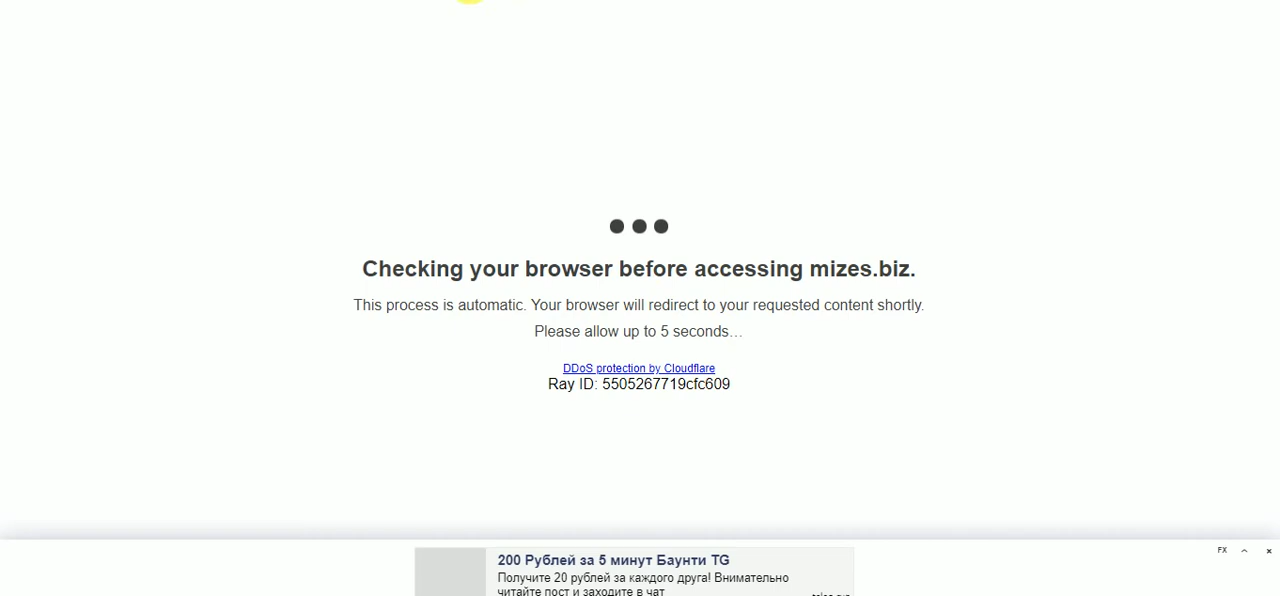 Checking your browser before accessing mizes.biz.
This process is automatic. Your browser will redirect to your requested content shortly.
Please allow up to 5 seconds…
DDoS protection by Cloudflare
Ray ID: 5505267719cfc609
FX
200 Рублей за 5 минут Баунти TG
Получите 20 рублей за каждого друга! Внимательно
читайте пост и заходите в чат